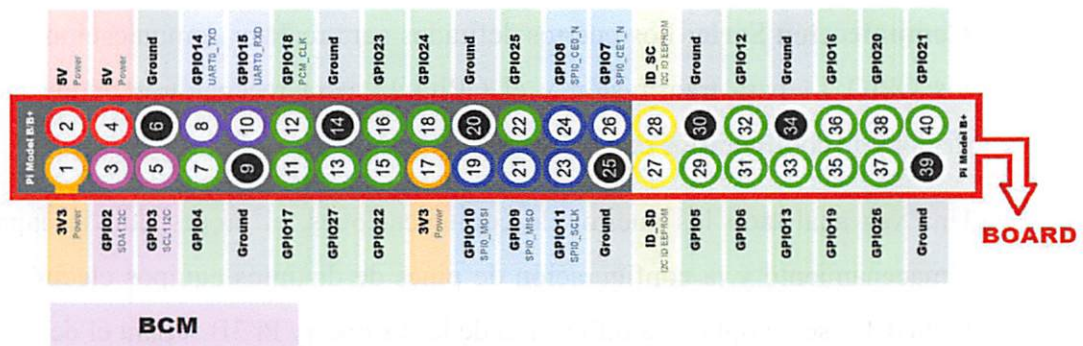 5V
Power
5V
Power
Ground
GPIO14
UART0_TXD
GPIO15
UART0_RXD
GPIO18
PCM_CLK
Ground
GPIO23
GPIO24
Ground
GPIO25
GPIO8
SPI0_CE0_N
GPIO7
SPI0_CE1_N
ID_SC
I2C ID EEPROM
Ground
GPIO12
Ground
GPIO16
GPIO20
GPIO21
Pi Model B/B+
2 4 6 8 10 12 14 16 18 20 22 24 26 28 30 32 34 36 38 40
1 3 5 7 9 11 13 15 17 19 21 23 25 27 29 31 33 35 37 39
Pi Model B+
3V3
Power
GPIO2
SDA1 I2C
GPIO3
SCL1 I2C
GPIO4
Ground
GPIO17
GPIO27
GPIO22
3V3
Power
GPIO10
SPI0_MOSI
GPIO9
SPI0_MISO
GPIO11
SPI0_SCLK
Ground
ID_SD
I2C ID EEPROM
GPIO5
GPIO6
GPIO13
GPIO19
GPIO26
Ground
BOARD
BCM